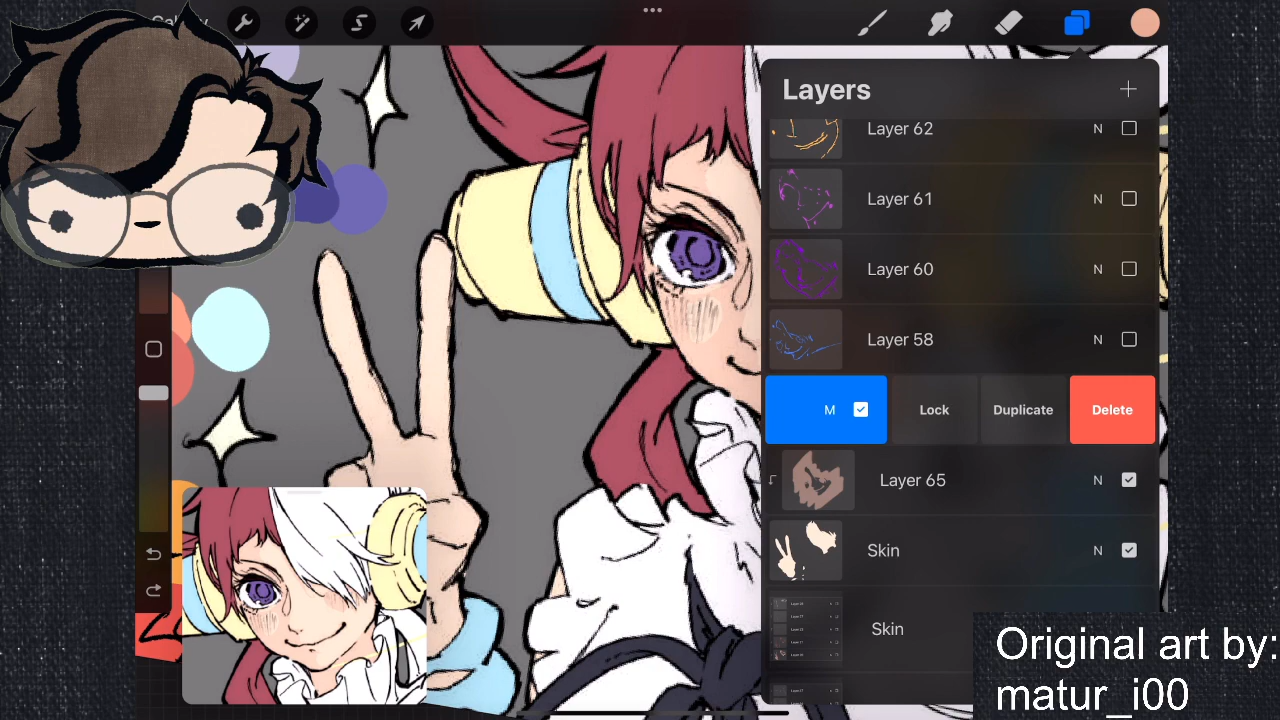 Layers
Layer 62 N
Layer 61 N
Layer 60 N
Layer 58 N
M Lock Duplicate Delete
Layer 65 N
Skin N
Skin
Original art by:
matur_i00